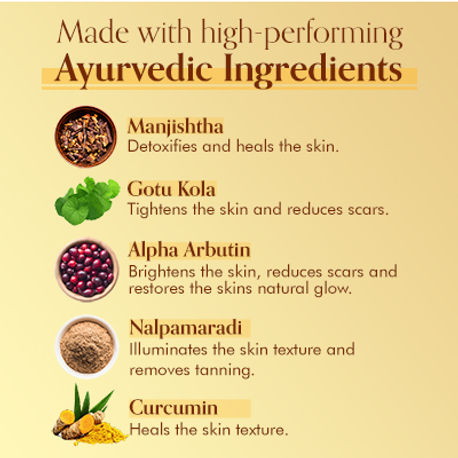 Made with high-performing
Ayurvedic Ingredients
Manjishtha
Detoxifies and heals the skin.
Gotu Kola
Tightens the skin and reduces scars.
Alpha Arbutin
Brightens the skin, reduces scars and
restores the skins natural glow.
Nalpamaradi
Illuminates the skin texture and
removes tanning.
Curcumin
Heals the skin texture.